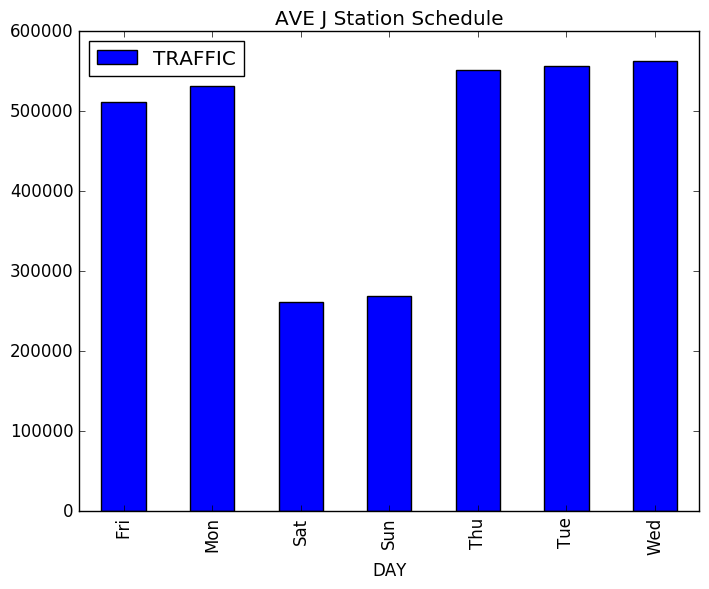 AVE J Station Schedule
TRAFFIC
600000
500000
400000
300000
200000
100000
0
Fri
Mon
Sat
Sun
Thu
Tue
Wed
DAY